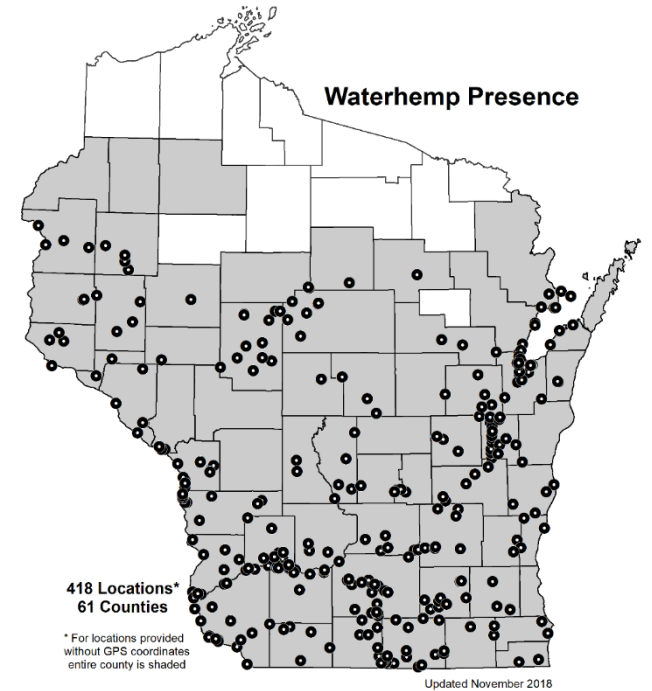 Waterhemp Presence
418 Locations*
61 Counties
* For locations provided
without GPS coordinates
entire county is shaded
Updated November 2018